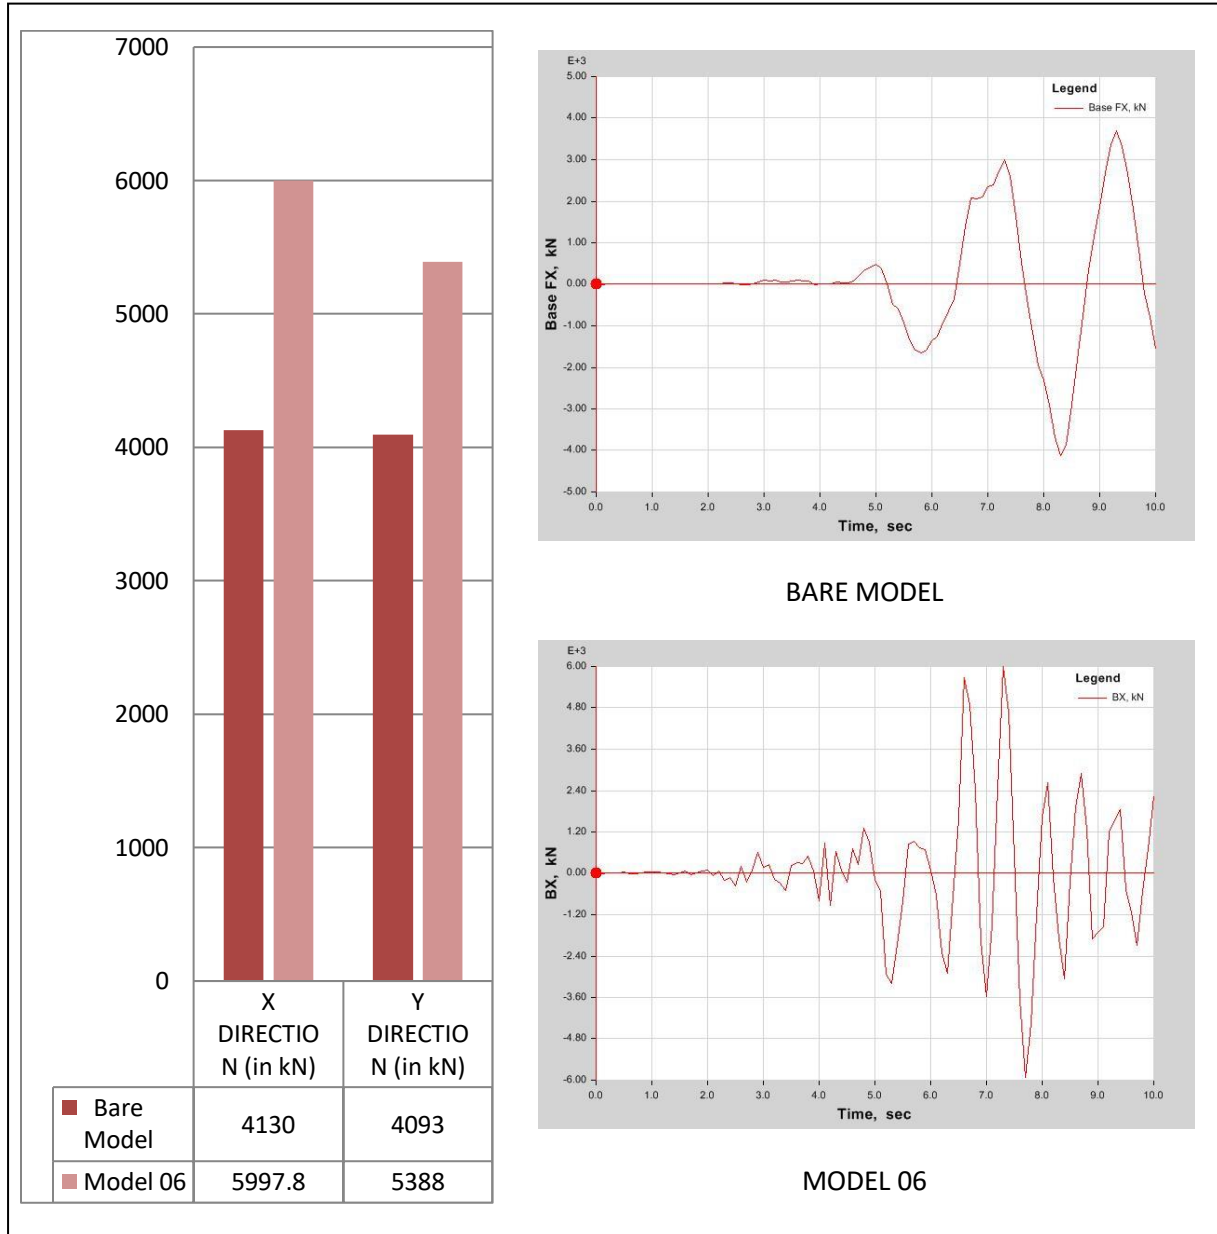 7000
6000
5000
4000
3000
2000
1000
0
X
DIRECTIO
N (in kN)
Y
DIRECTIO
N (in kN)
Bare
Model
4130
4093
Model 06
5997.8
5388
E+3
5.00
4.00
3.00
2.00
1.00
0.00
-1.00
-2.00
-3.00
-4.00
-5.00
Base FX, kN
Legend
Base FX, kN
0.0 1.0 2.0 3.0 4.0 5.0 6.0 7.0 8.0 9.0 10.0
Time, sec
BARE MODEL
E+3
6.00
4.80
3.60
2.40
1.20
0.00
-1.20
-2.40
-3.60
-4.80
-6.00
BX, kN
Legend
BX, kN
0.0 1.0 2.0 3.0 4.0 5.0 6.0 7.0 8.0 9.0 10.0
Time, sec
MODEL 06